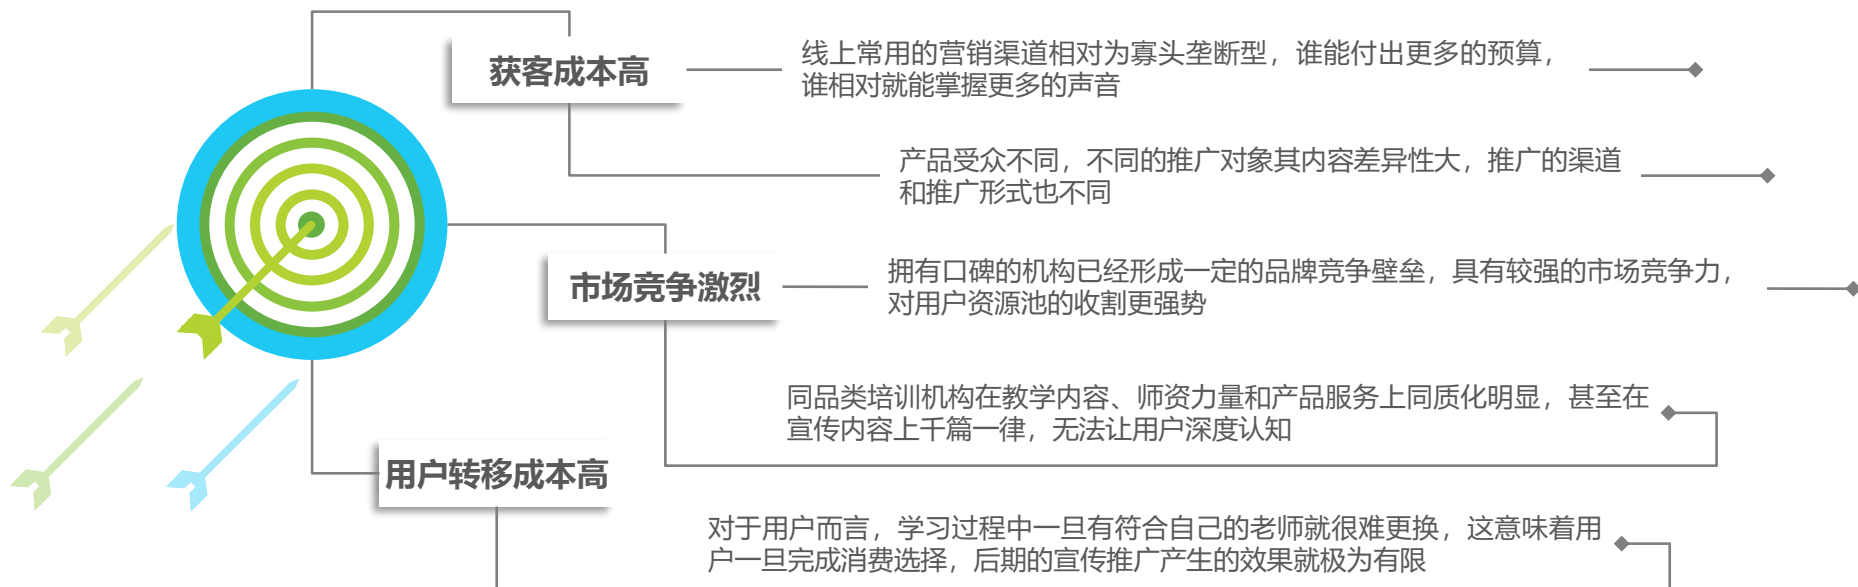 获客成本高
线上常用的营销渠道相对为寡头垄断型，谁能付出更多的预算，
谁相对就能掌握更多的声音
产品受众不同，不同的推广对象其内容差异性大，推广的渠道
和推广形式也不同
市场竞争激烈
拥有口碑的机构已经形成一定的品牌竞争壁垒，具有较强的市场竞争力，
对用户资源池的收割更强势
同品类培训机构在教学内容、师资力量和产品服务上同质化明显，甚至在
宣传内容上千篇一律，无法让用户深度认知
用户转移成本高
对于用户而言，学习过程中一旦有符合自己的老师就很难更换，这意味着用
户一旦完成消费选择，后期的宣传推广产生的效果就极为有限